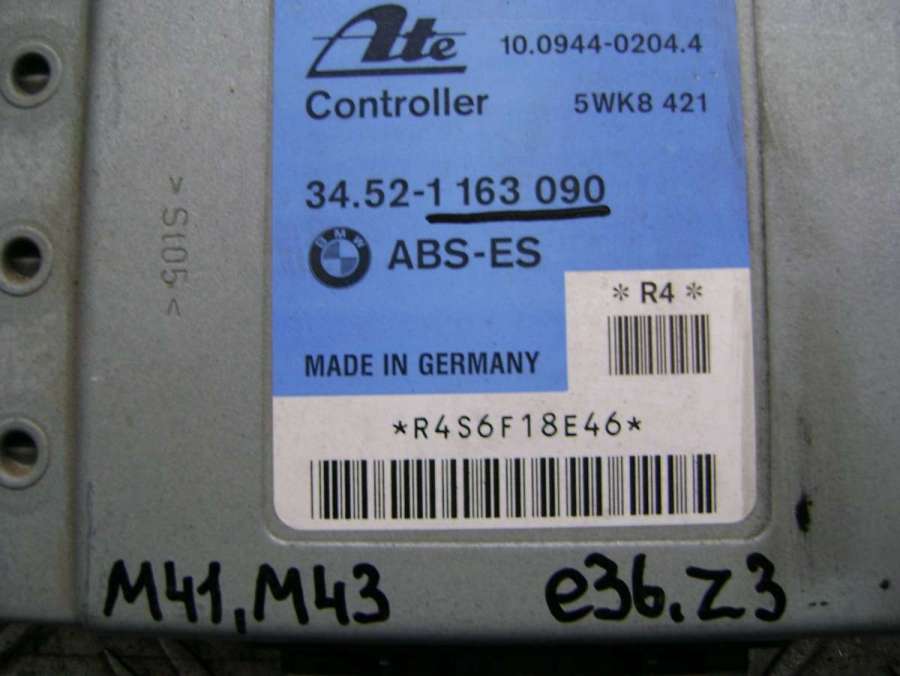 Ate 10.0944-0204.4
Controller 5WK8 421
34.52-1 163 090
BMW ABS-ES
* R4 *
MADE IN GERMANY
*R4S6F18E46*
> St05 <
M41, M43 e36. Z3